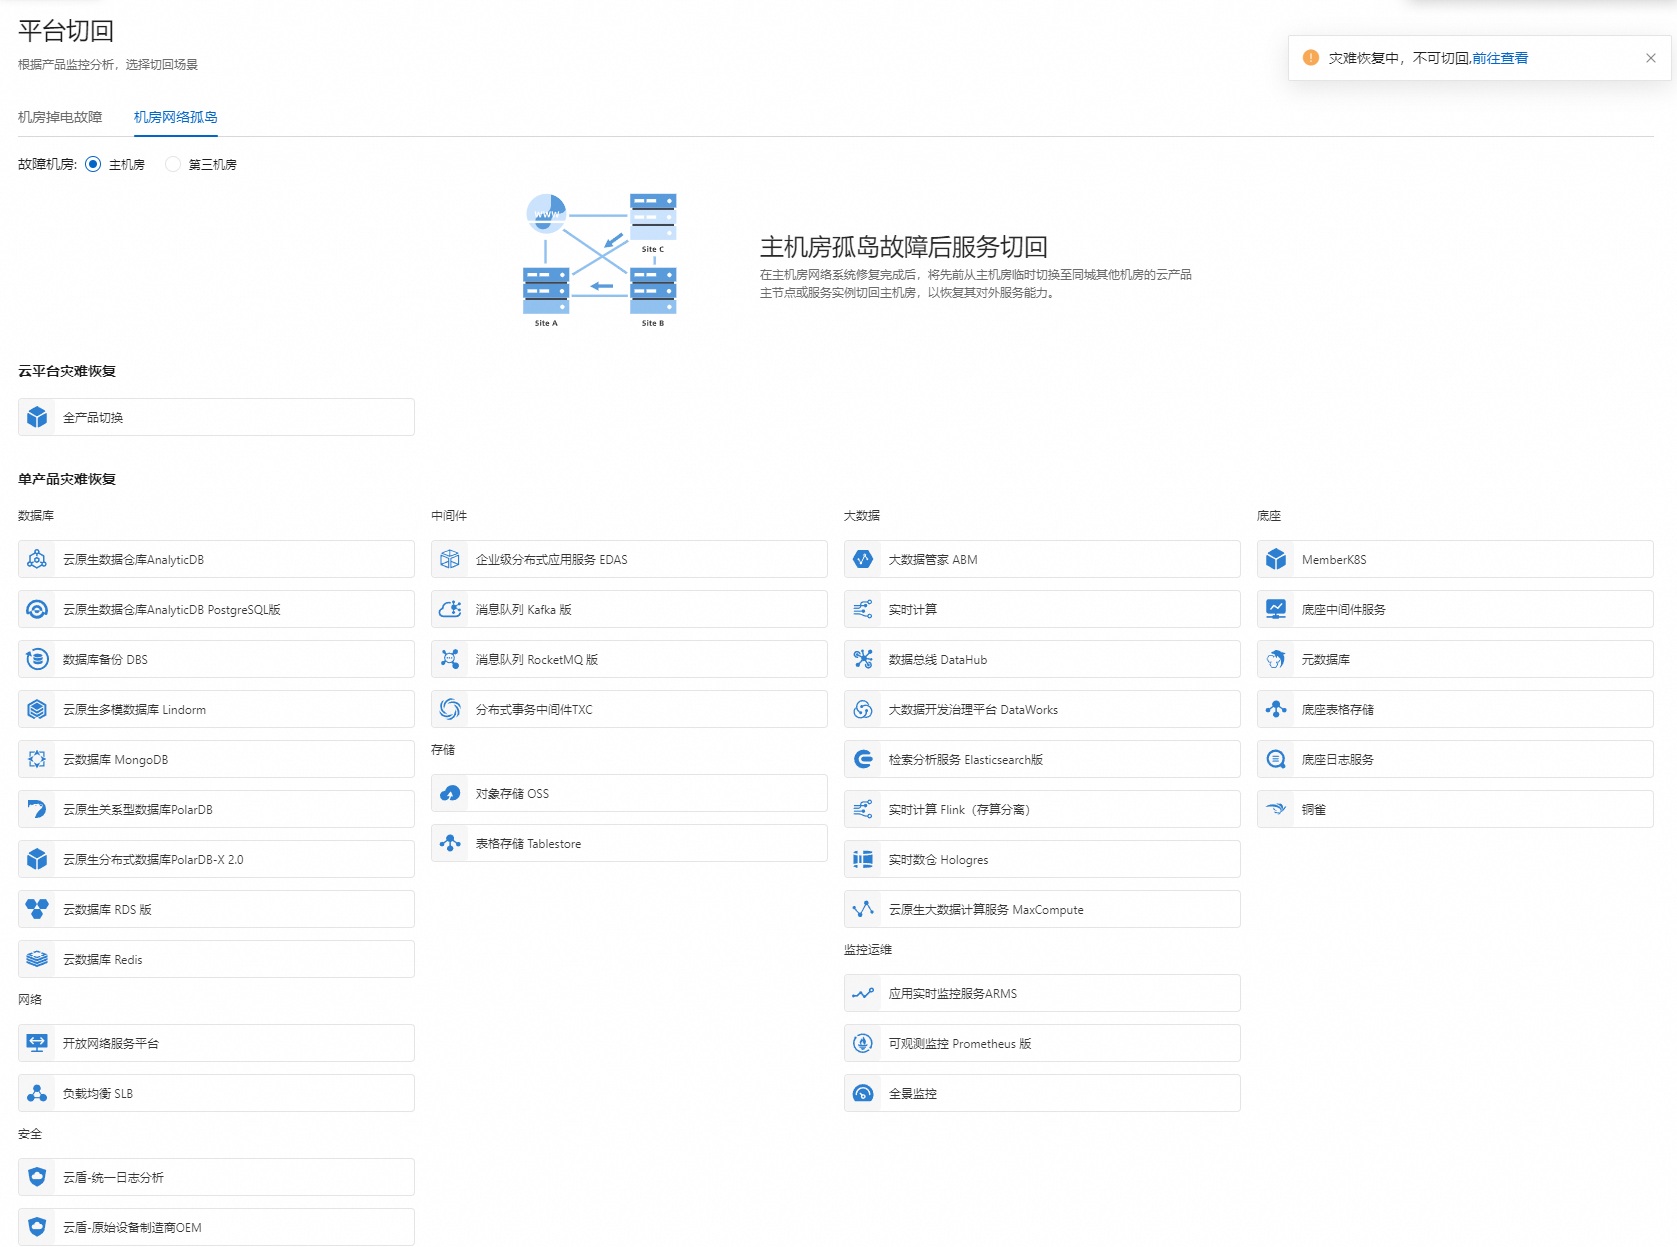 平台切回
根据产品监控分析，选择切回场景
灾难恢复中，不可切回,前往查看
机房掉电故障
机房网络孤岛
故障机房:
主机房
第三机房
www
Site C
Site A
Site B
主机房孤岛故障后服务切回
在主机房网络系统修复完成后，将先前从主机房临时切换至同城其他机房的云产品
主节点或服务实例切回主机房，以恢复其对外服务能力。
云平台灾难恢复
全产品切换
单产品灾难恢复
数据库
云原生数据仓库AnalyticDB
云原生数据仓库AnalyticDB PostgreSQL版
数据库备份 DBS
云原生多模数据库 Lindorm
云数据库 MongoDB
云原生关系型数据库PolarDB
云原生分布式数据库PolarDB-X 2.0
云数据库 RDS 版
云数据库 Redis
网络
开放网络服务平台
负载均衡 SLB
安全
云盾-统一日志分析
云盾-原始设备制造商OEM
中间件
企业级分布式应用服务 EDAS
消息队列 Kafka 版
消息队列 RocketMQ 版
分布式事务中间件TXC
存储
对象存储 OSS
表格存储 Tablestore
大数据
大数据管家 ABM
实时计算
数据总线 DataHub
大数据开发治理平台 DataWorks
检索分析服务 Elasticsearch版
实时计算 Flink（存算分离）
实时数仓 Hologres
云原生大数据计算服务 MaxCompute
监控运维
应用实时监控服务ARMS
可观测监控 Prometheus 版
全景监控
底座
MemberK8S
底座中间件服务
元数据库
底座表格存储
底座日志服务
铜雀